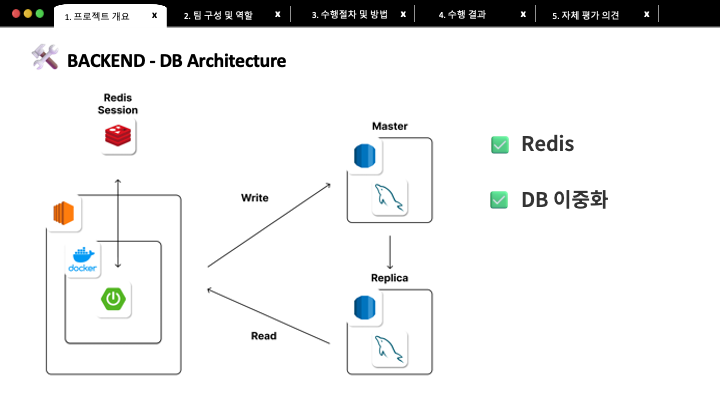 1. 프로젝트 개요 x
2. 팀 구성 및 역할 x
3. 수행절차 및 방법 x
4. 수행 결과 x
5. 자체 평가 의견 x
BACKEND - DB Architecture
Redis
Session
Master
Redis
Write
DB 이중화
docker
Replica
Read